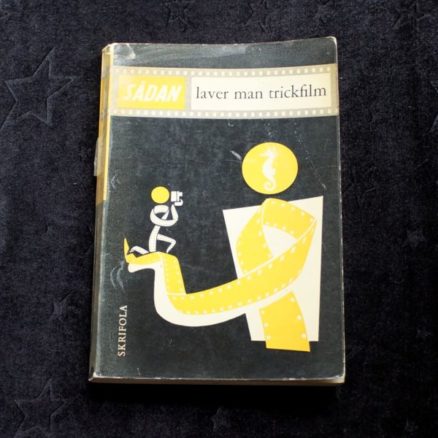 SÅDAN laver man trickfilm
SKRIFOLA